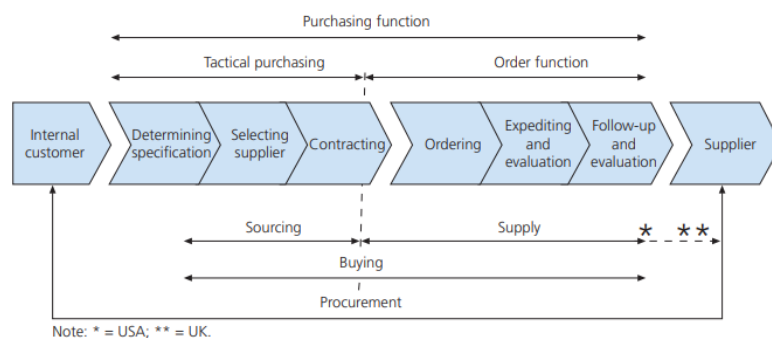 Purchasing function
Tactical purchasing
Order function
Internal
customer
Determining
specification
Selecting
supplier
Contracting
Ordering
Expediting
and
evaluation
Follow-up
and
evaluation
Supplier
Sourcing
Supply
* **
Buying
Procurement
Note: * = USA; ** = UK.